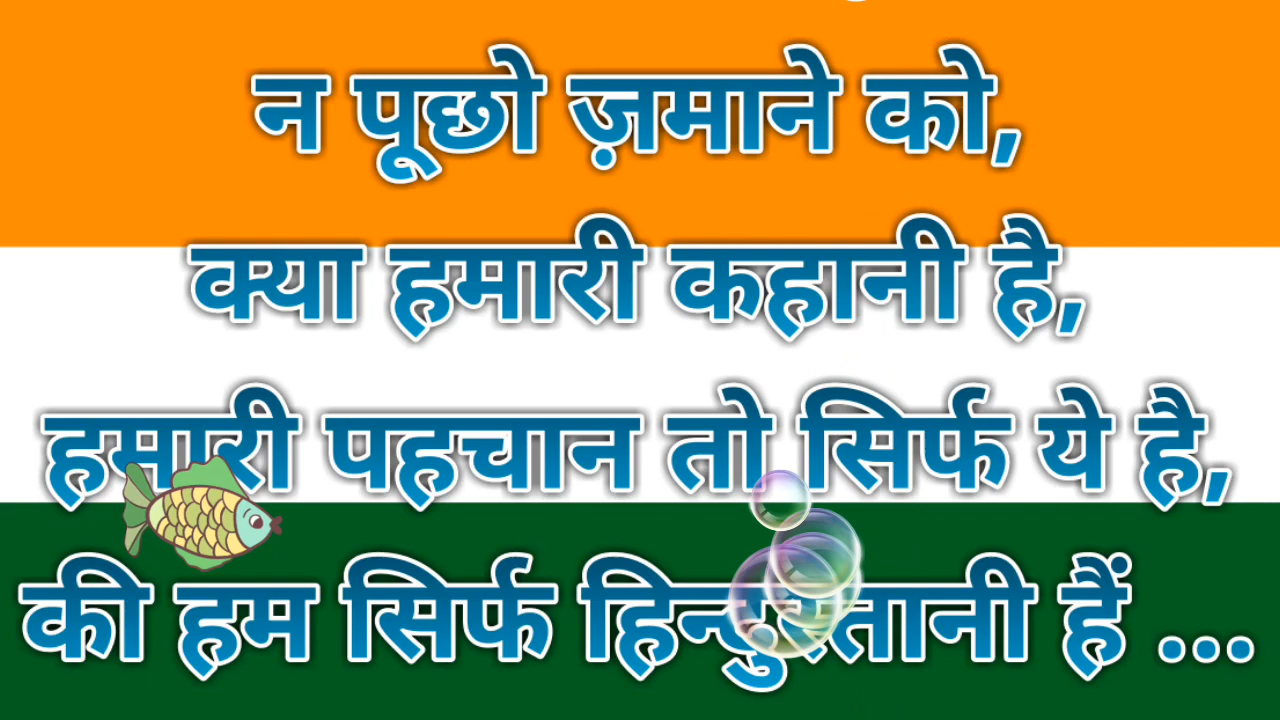 न पूछो ज़माने को,
क्या हमारी कहानी है,
हमारी पहचान तो सिर्फ ये है,
की हम सिर्फ हिन्दुस्तानी हैं ...